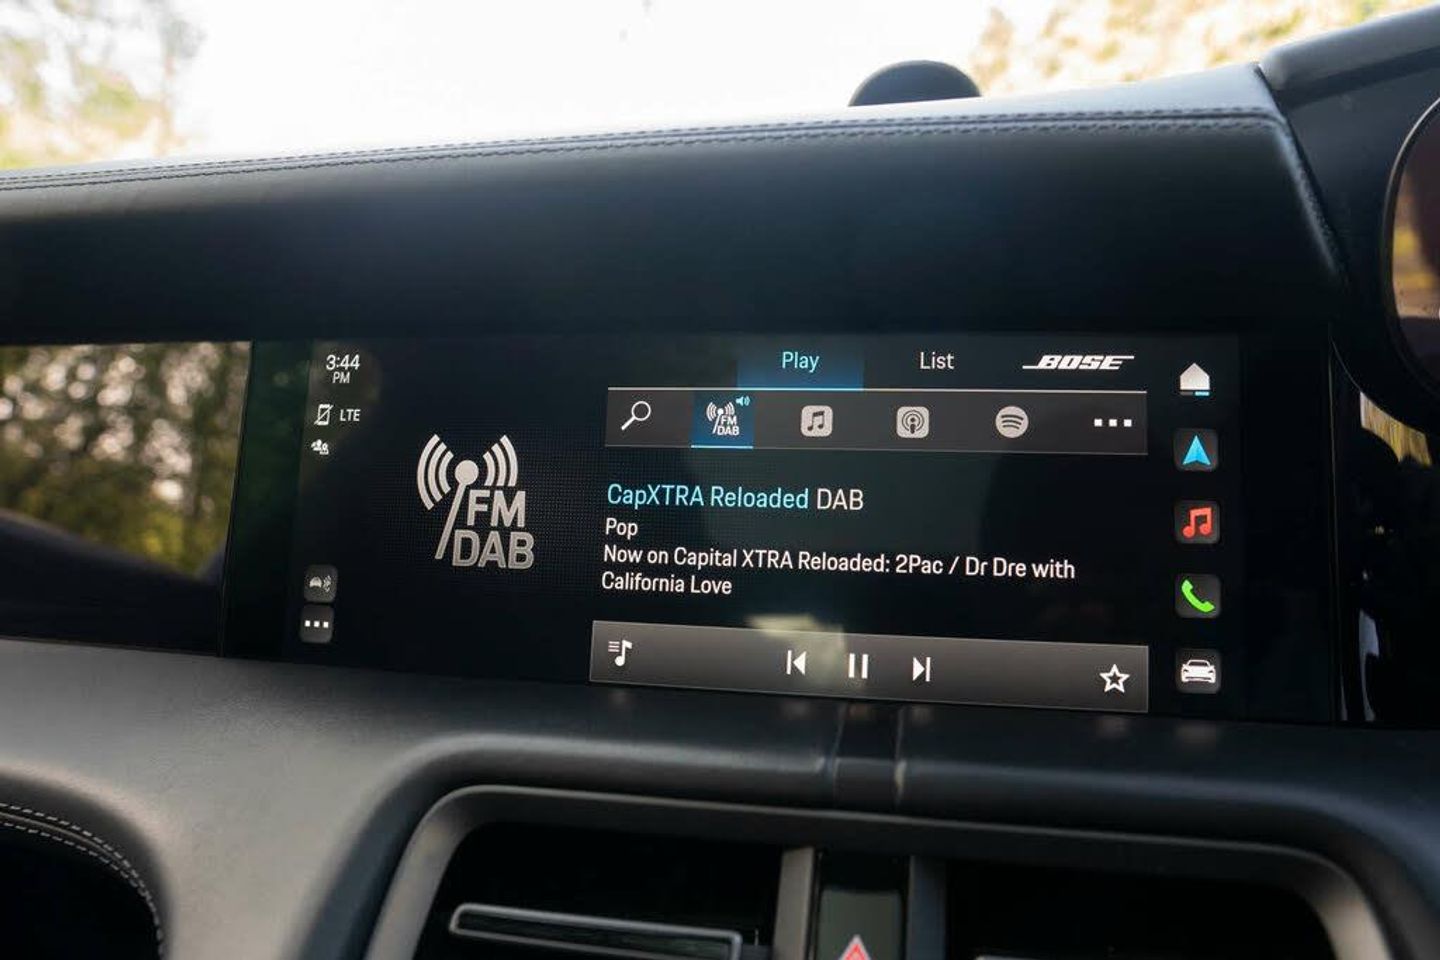 3:44
PM
LTE
Play
List
BOSE
FM
DAB
FM
DAB
CapXTRA Reloaded DAB
Pop
Now on Capital XTRA Reloaded: 2Pac / Dr Dre with
California Love